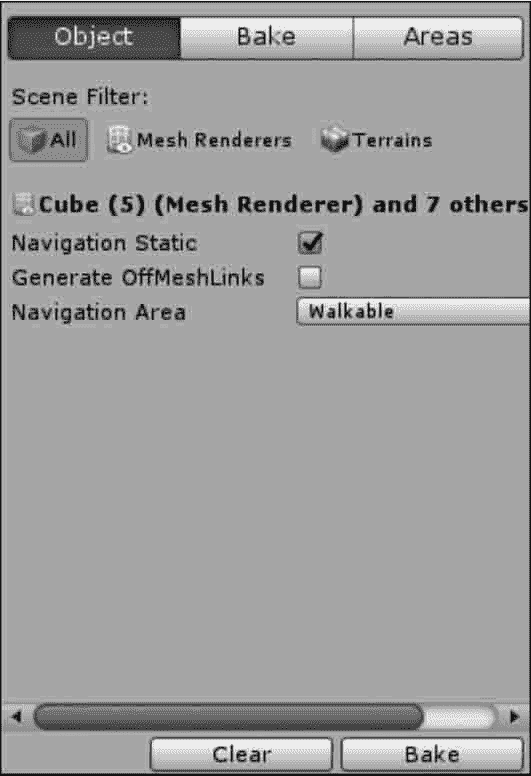 Object Bake Areas
Scene Filter:
All Mesh Renderers Terrains
Cube (5) (Mesh Renderer) and 7 others
Navigation Static
Generate OffMeshLinks
Navigation Area Walkable
Clear Bake